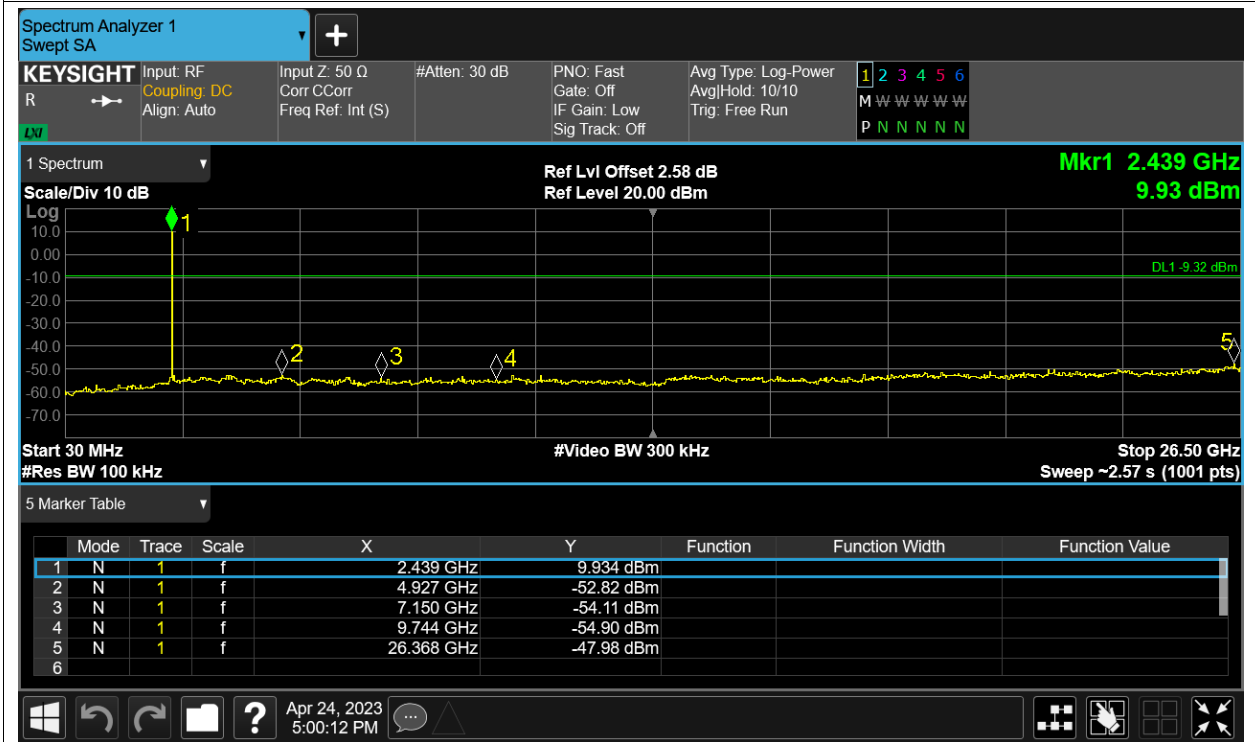 Spectrum Analyzer 1
Swept SA
+
KEYSIGHT Input: RF Input Z: 50 Ω #Atten: 30 dB PNO: Fast Avg Type: Log-Power 1 2 3 4 5 6
R Coupling: DC Corr CCorr Gate: Off Avg|Hold: 10/10 M W W W W W
Align: Auto Freq Ref: Int (S) IF Gain: Low Trig: Free Run
LXI Sig Track: Off P N N N N N
1 Spectrum Ref Lvl Offset 2.58 dB Mkr1 2.439 GHz
Scale/Div 10 dB Ref Level 20.00 dBm 9.93 dBm
Log
1
10.0
0.00
DL1 -9.32 dBm
-10.0
-20.0
-30.0
-40.0
2 3 4 5
-50.0
-60.0
-70.0
Start 30 MHz #Video BW 300 kHz Stop 26.50 GHz
#Res BW 100 kHz Sweep ~2.57 s (1001 pts)
5 Marker Table
Mode Trace Scale X Y Function Function Width Function Value
1 N 1 f 2.439 GHz 9.934 dBm
2 N 1 f 4.927 GHz -52.82 dBm
3 N 1 f 7.150 GHz -54.11 dBm
4 N 1 f 9.744 GHz -54.90 dBm
5 N 1 f 26.368 GHz -47.98 dBm
6
? Apr 24, 2023
5:00:12 PM